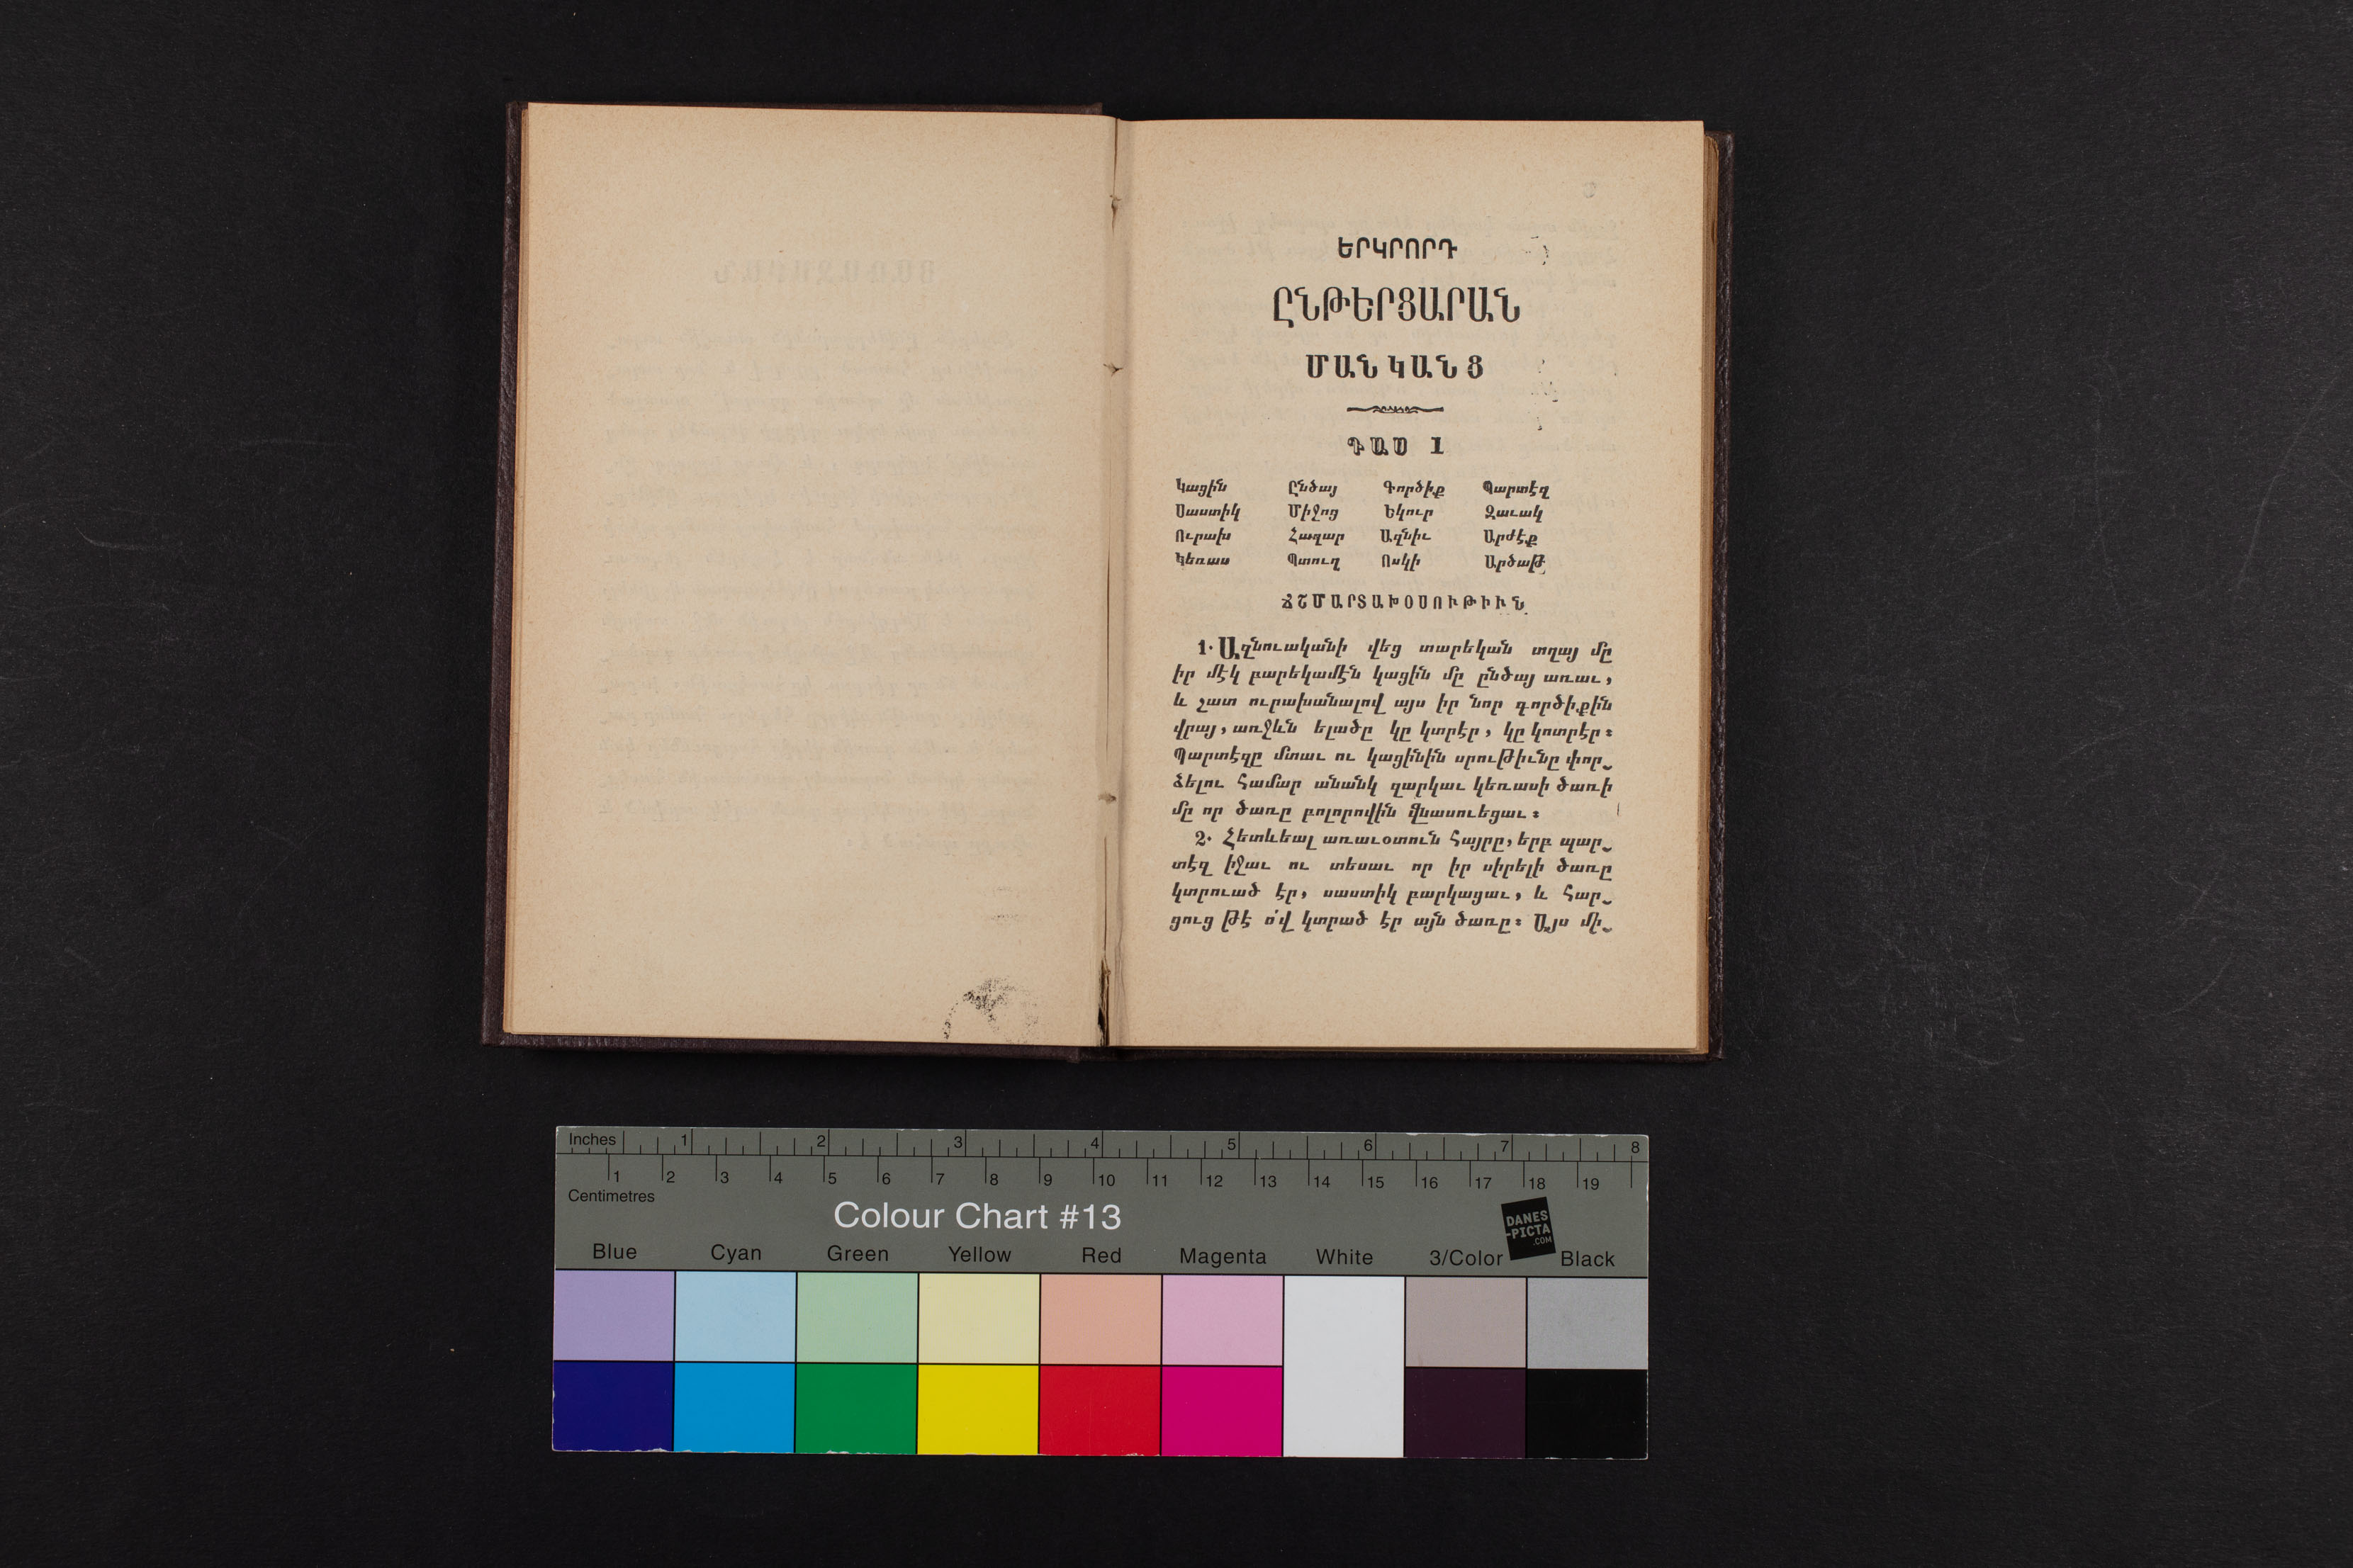 ԵՐԿՐՈՐԴ
ԸՆԹԵՐՑԱՐԱՆ
ՄԱՆԿԱՆՑ
ԴԱՍ 1
Կացին Ընծայ Գործիք Պարտէզ
Սաստիկ Միջոց Եկուր Զաւակ
Ուրախ Հազար Ազնիւ Արժէք
Կեռաս Պտուղ Ոսկի Արծաթ
ՃՇՄԱՐՏԱԽՕՍՈՒԹԻՒՆ
1. Ազնուականի վեց տարեկան տղայ մը
իր մէկ բարեկամէն կացին մը ընծայ առաւ,
և շատ ուրախանալով այս իր նոր գործիքին
վրայ, առջևն ելածը կը կտրէր, կը կոտրէր։
Պարտէզը մտաւ ու կացինին սրութիւնը փոր֊
ձելու համար անանկ զարկաւ կեռասի ծառի
մը որ ծառը բոլորովին վնասուեցաւ։
2. Հետևեալ առաւօտուն հայրը, երբ պար֊
տէզ իջաւ ու տեսաւ որ իր սիրելի ծառը
կտրուած էր, սաստիկ բարկացաւ, և հար֊
ցուց թէ ո՛վ կտրած էր այն ծառը։ Այս մի֊
Inches 1 2 3 4 5 6 7 8
1 2 3 4 5 6 7 8 9 10 11 12 13 14 15 16 17 18 19
Centimetres
Colour Chart #13
DANES
-PICTA
.COM
Blue Cyan Green Yellow Red Magenta White 3/Color Black